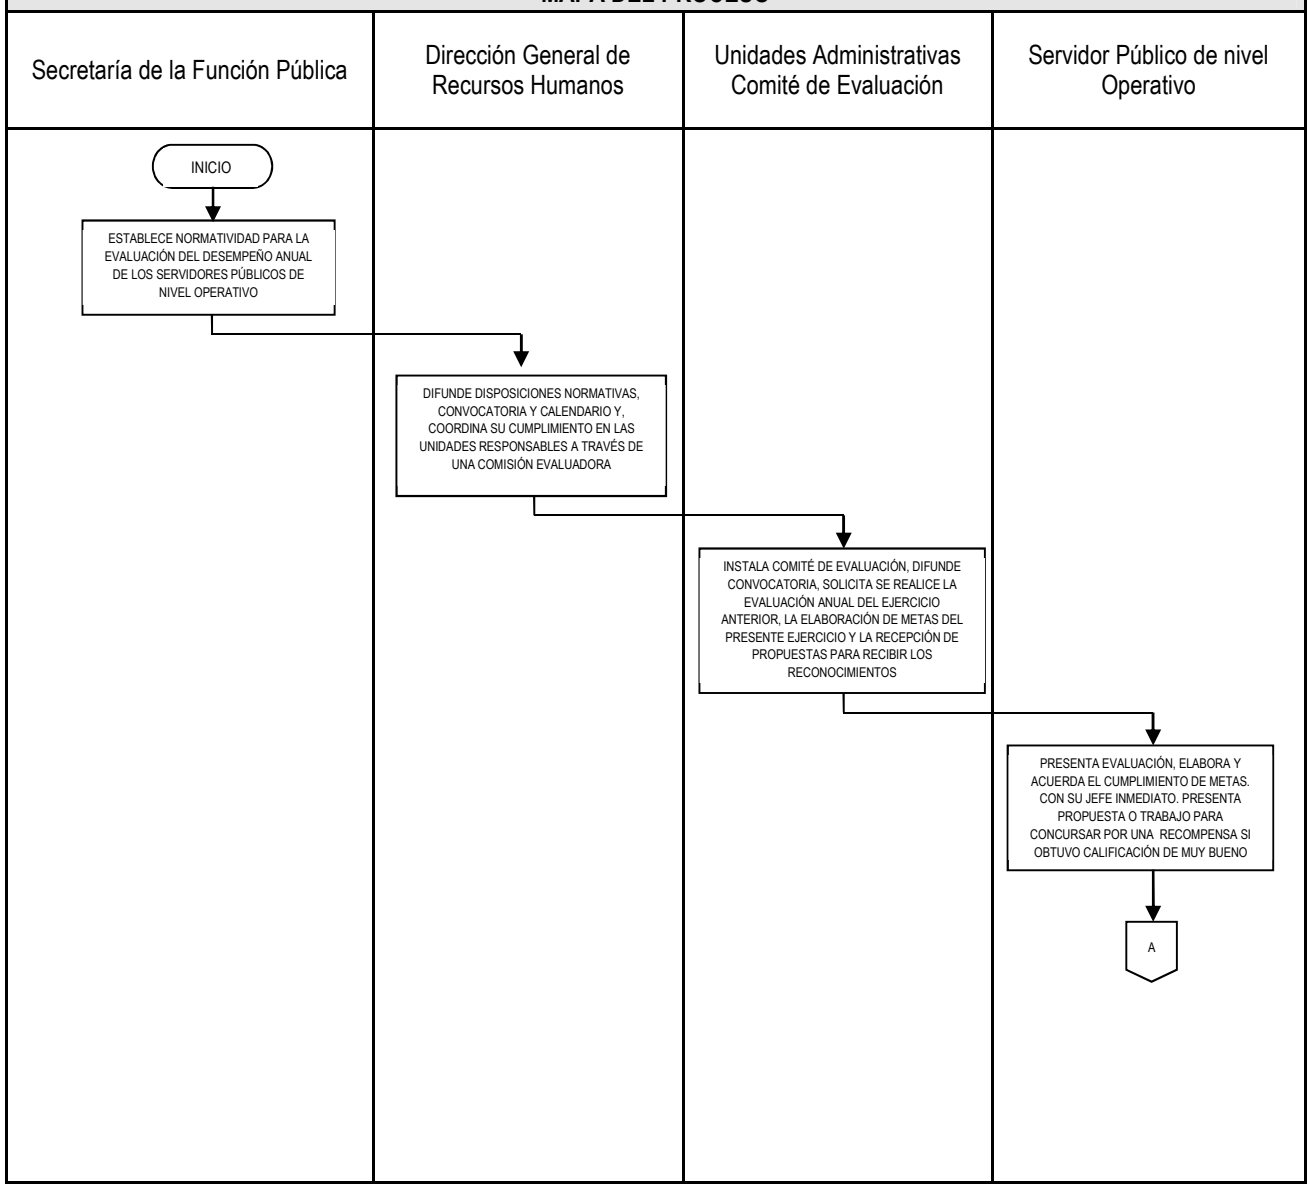 MAPA DEL PROCESO
Secretaría de la Función Pública
Dirección General de
Recursos Humanos
Unidades Administrativas
Comité de Evaluación
Servidor Público de nivel
Operativo
INICIO
ESTABLECE NORMATIVIDAD PARA LA
EVALUACIÓN DEL DESEMPEÑO ANUAL
DE LOS SERVIDORES PÚBLICOS DE
NIVEL OPERATIVO
DIFUNDE DISPOSICIONES NORMATIVAS,
CONVOCATORIA Y CALENDARIO Y,
COORDINA SU CUMPLIMIENTO EN LAS
UNIDADES RESPONSABLES A TRAVÉS DE
UNA COMISIÓN EVALUADORA
INSTALA COMITÉ DE EVALUACIÓN, DIFUNDE
CONVOCATORIA, SOLICITA SE REALICE LA
EVALUACIÓN ANUAL DEL EJERCICIO
ANTERIOR, LA ELABORACIÓN DE METAS DEL
PRESENTE EJERCICIO Y LA RECEPCIÓN DE
PROPUESTAS PARA RECIBIR LOS
RECONOCIMIENTOS
PRESENTA EVALUACIÓN, ELABORA Y
ACUERDA EL CUMPLIMIENTO DE METAS.
CON SU JEFE INMEDIATO. PRESENTA
PROPUESTA O TRABAJO PARA
CONCURSAR POR UNA RECOMPENSA SI
OBTUVO CALIFICACIÓN DE MUY BUENO
A